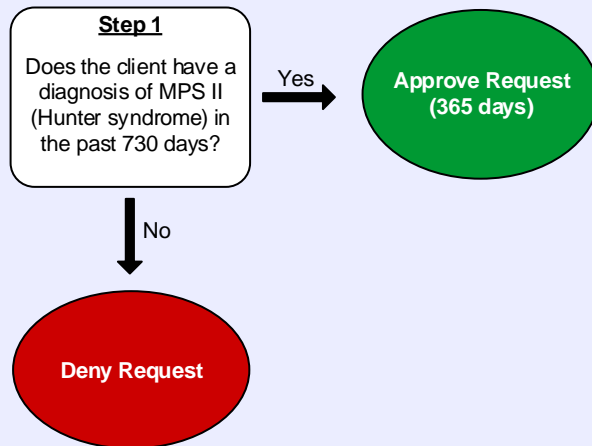 Step 1
Does the client have a
diagnosis of MPS II
(Hunter syndrome) in
the past 730 days?
Yes
Approve Request
(365 days)
No
Deny Request